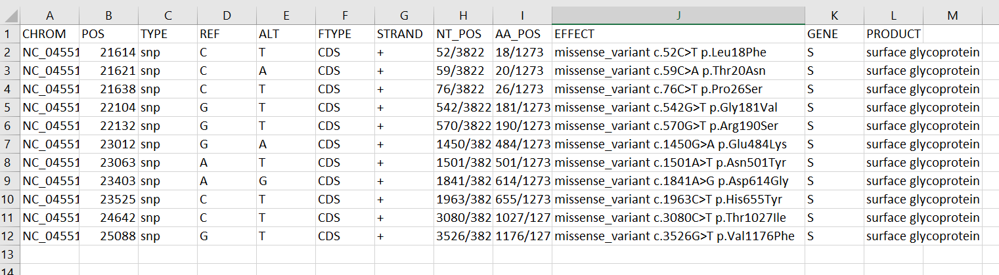 A B C D E F G H I J K L M
1 CHROM POS TYPE REF ALT FTYPE STRAND NT_POS AA_POS EFFECT GENE PRODUCT
2 NC_04551 21614 snp C T CDS + 52/3822 18/1273 missense_variant c.52C>T p.Leu18Phe S surface glycoprotein
3 NC_04551 21621 snp C A CDS + 59/3822 20/1273 missense_variant c.59C>A p.Thr20Asn S surface glycoprotein
4 NC_04551 21638 snp C T CDS + 76/3822 26/1273 missense_variant c.76C>T p.Pro26Ser S surface glycoprotein
5 NC_04551 22104 snp G T CDS + 542/3822 181/1273 missense_variant c.542G>T p.Gly181Val S surface glycoprotein
6 NC_04551 22132 snp G T CDS + 570/3822 190/1273 missense_variant c.570G>T p.Arg190Ser S surface glycoprotein
7 NC_04551 23012 snp G A CDS + 1450/382 484/1273 missense_variant c.1450G>A p.Glu484Lys S surface glycoprotein
8 NC_04551 23063 snp A T CDS + 1501/382 501/1273 missense_variant c.1501A>T p.Asn501Tyr S surface glycoprotein
9 NC_04551 23403 snp A G CDS + 1841/382 614/1273 missense_variant c.1841A>G p.Asp614Gly S surface glycoprotein
10 NC_04551 23525 snp C T CDS + 1963/382 655/1273 missense_variant c.1963C>T p.His655Tyr S surface glycoprotein
11 NC_04551 24642 snp C T CDS + 3080/382 1027/127 missense_variant c.3080C>T p.Thr1027Ile S surface glycoprotein
12 NC_04551 25088 snp G T CDS + 3526/382 1176/127 missense_variant c.3526G>T p.Val1176Phe S surface glycoprotein
13
14